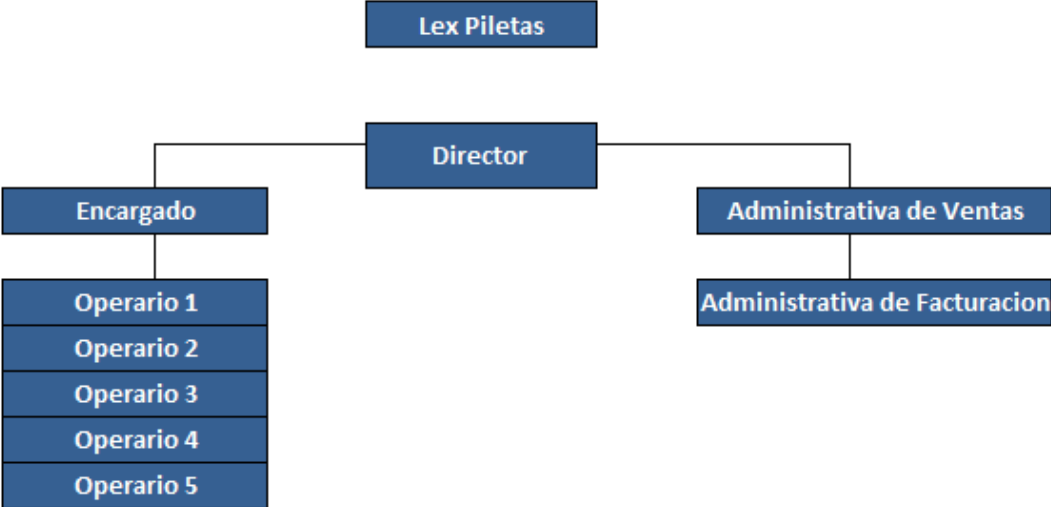 Lex Piletas
Director
Encargado
Administrativa de Ventas
Operario 1
Administrativa de Facturacion
Operario 2
Operario 3
Operario 4
Operario 5